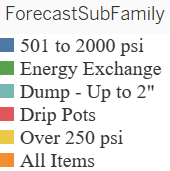 ForecastSubFamily
501 to 2000 psi
Energy Exchange
Dump - Up to 2"
Drip Pots
Over 250 psi
All Items